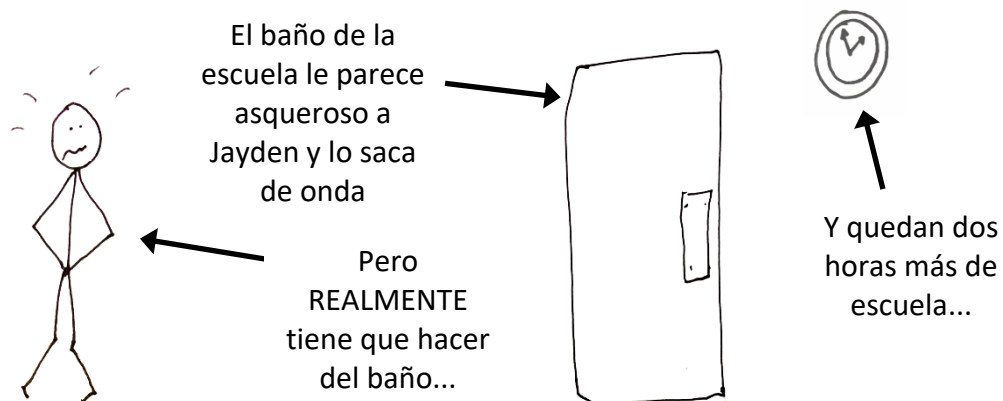 El baño de la
escuela le parece
asqueroso a
Jayden y lo saca
de onda
Pero
REALMENTE
tiene que hacer
del baño...
Y quedan dos
horas más de
escuela...